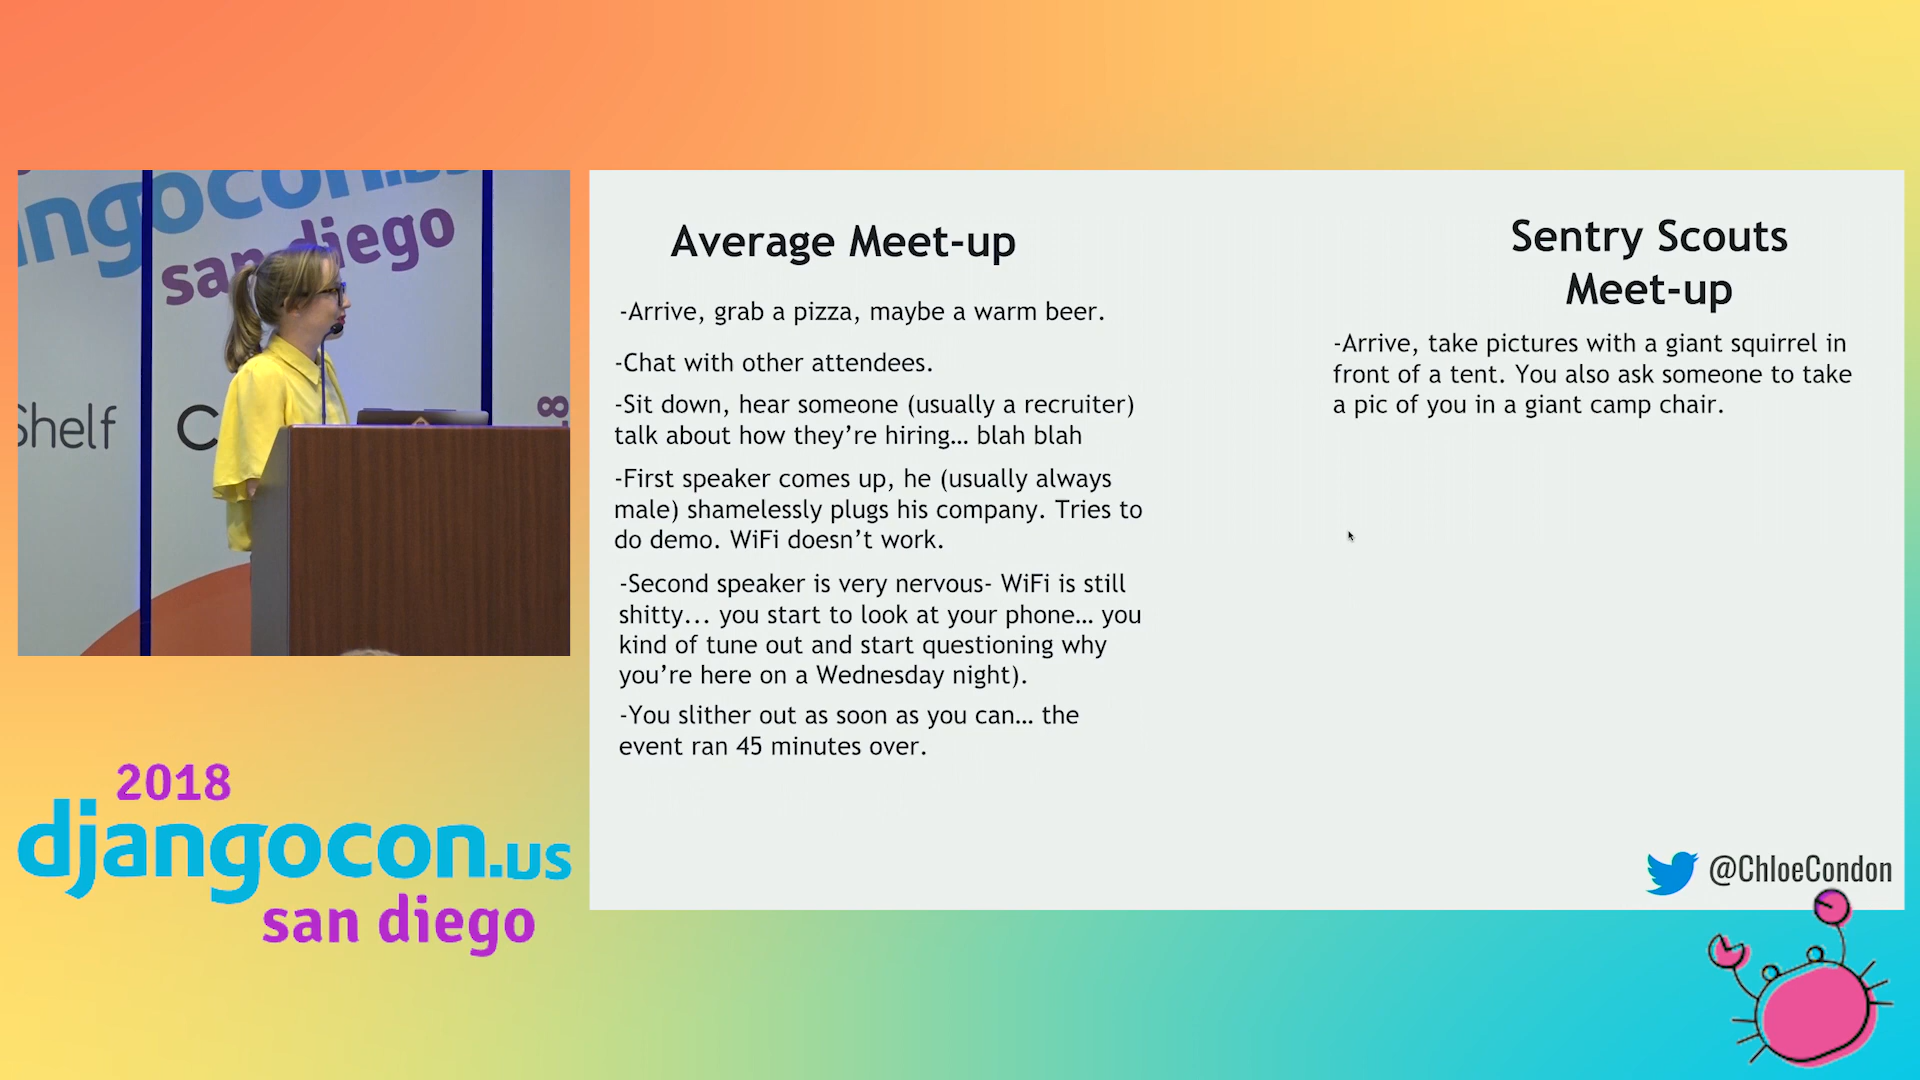 ngocon.us
san diego
Shelf
C
8
Average Meet-up
-Arrive, grab a pizza, maybe a warm beer.
-Chat with other attendees.
-Sit down, hear someone (usually a recruiter)
talk about how they’re hiring… blah blah
-First speaker comes up, he (usually always
male) shamelessly plugs his company. Tries to
do demo. WiFi doesn’t work.
-Second speaker is very nervous- WiFi is still
shitty... you start to look at your phone… you
kind of tune out and start questioning why
you’re here on a Wednesday night).
-You slither out as soon as you can… the
event ran 45 minutes over.
Sentry Scouts
Meet-up
-Arrive, take pictures with a giant squirrel in
front of a tent. You also ask someone to take
a pic of you in a giant camp chair.
@ChloeCondon
2018
djangocon.us
san diego